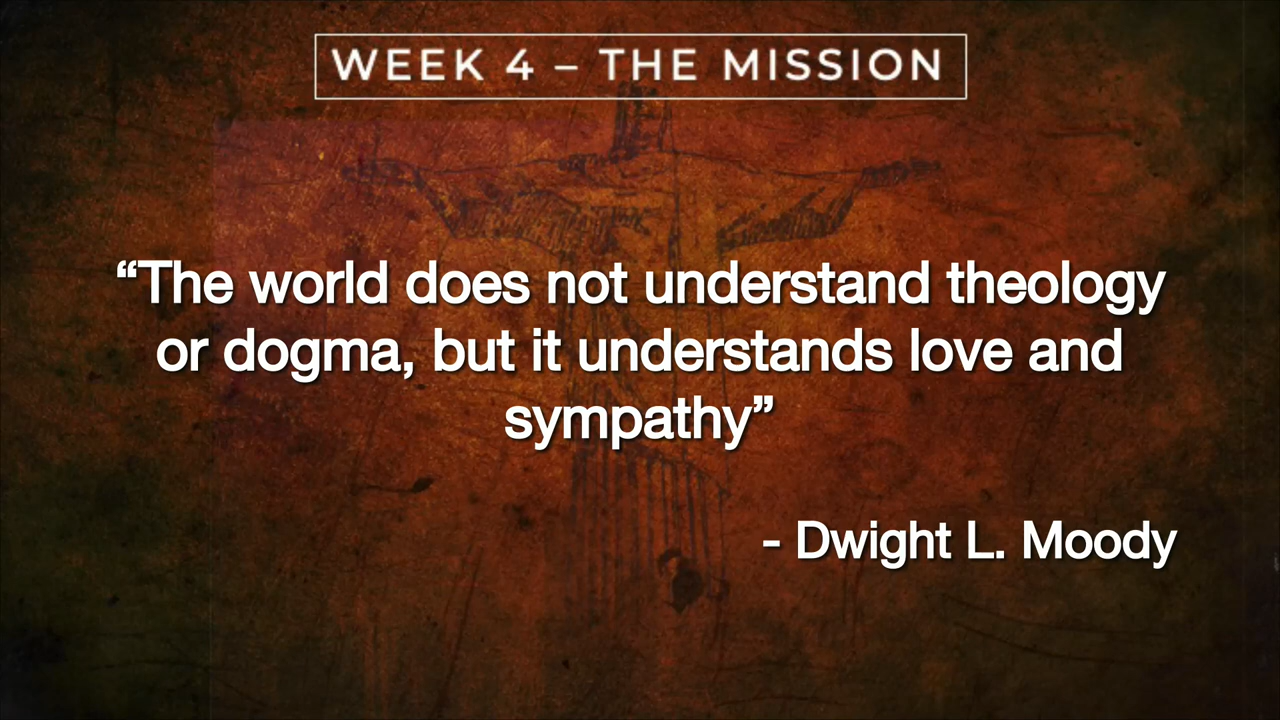 WEEK 4 – THE MISSION
“The world does not understand theology
or dogma, but it understands love and
sympathy”
- Dwight L. Moody